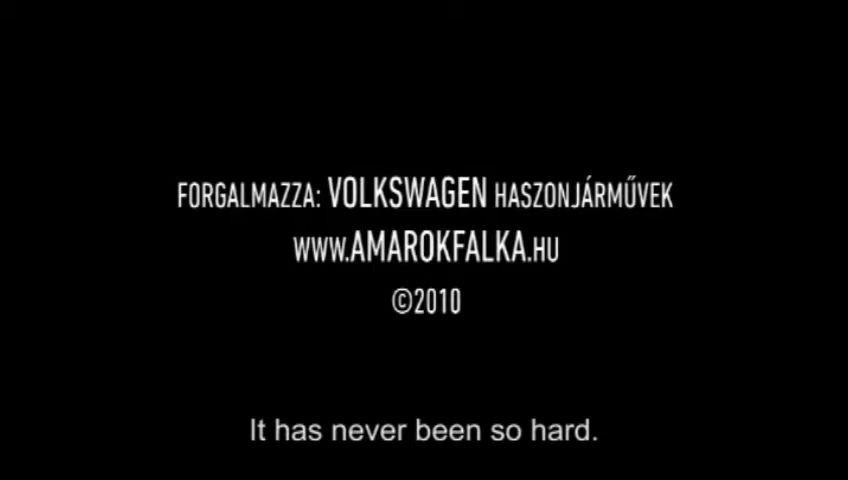 FORGALMAZZA: VOLKSWAGEN HASZONJÁRMŰVEK
WWW.AMAROKFALKA.HU
©2010
It has never been so hard.